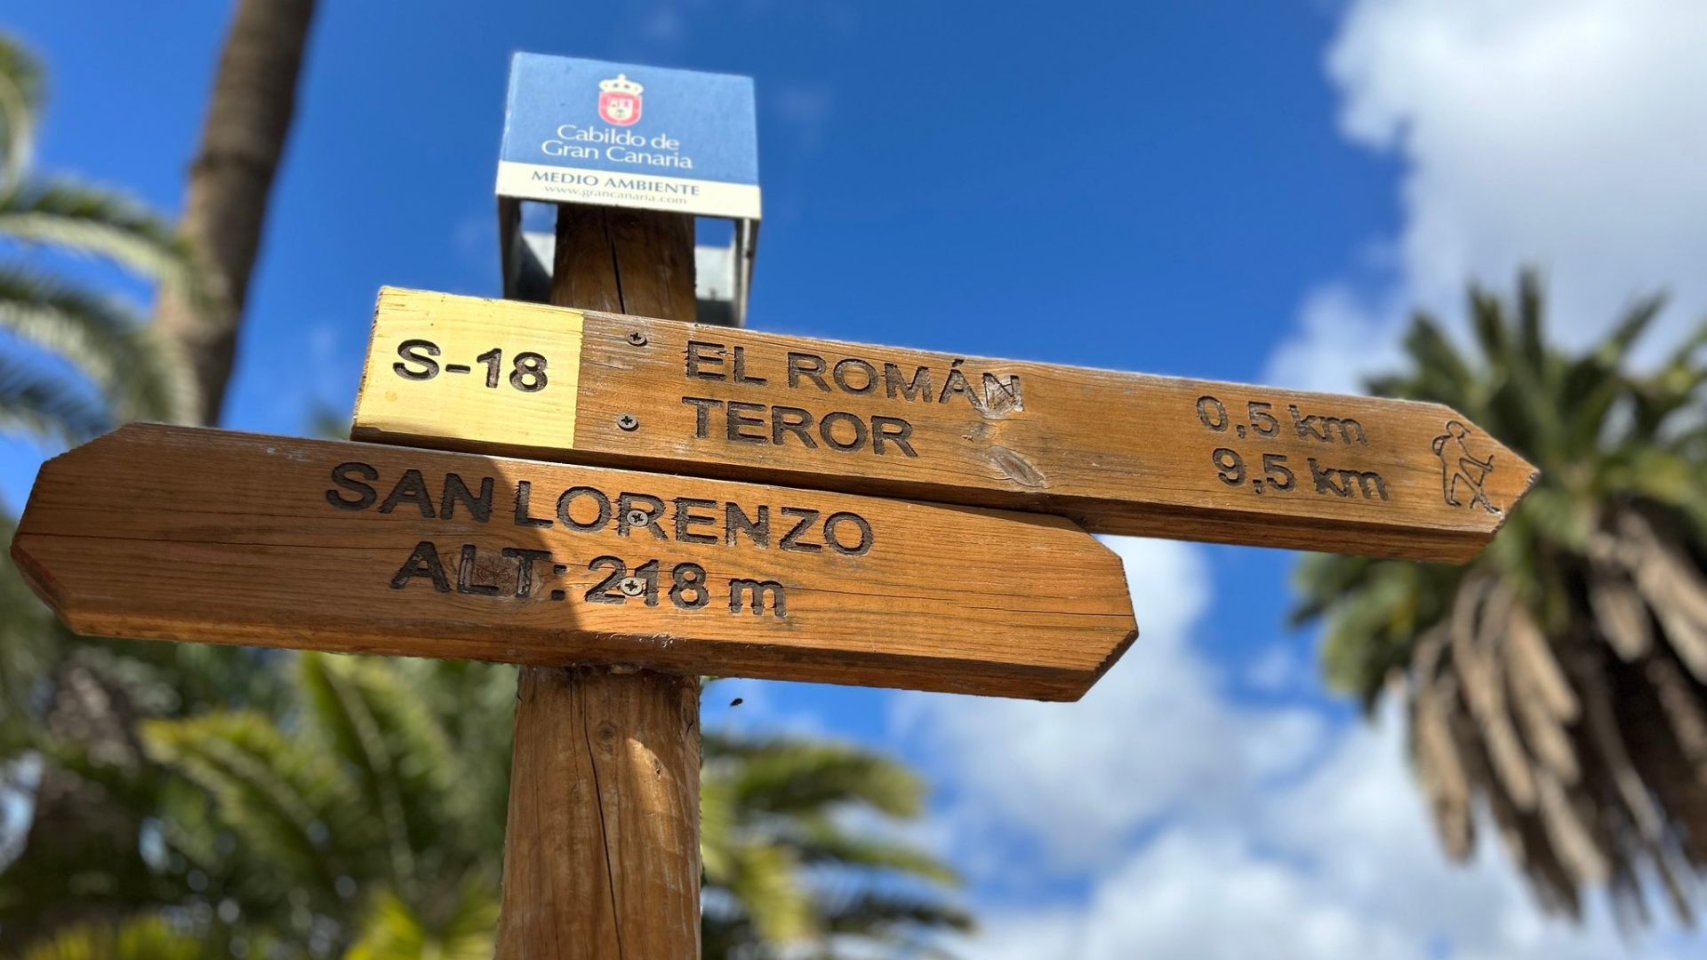 Cabildo de
Gran Canaria
MEDIO AMBIENTE
www.grancanaria.com
S-18
EL ROMÁN 0,5 km
TEROR 9,5 km
SAN LORENZO
ALT: 218 m